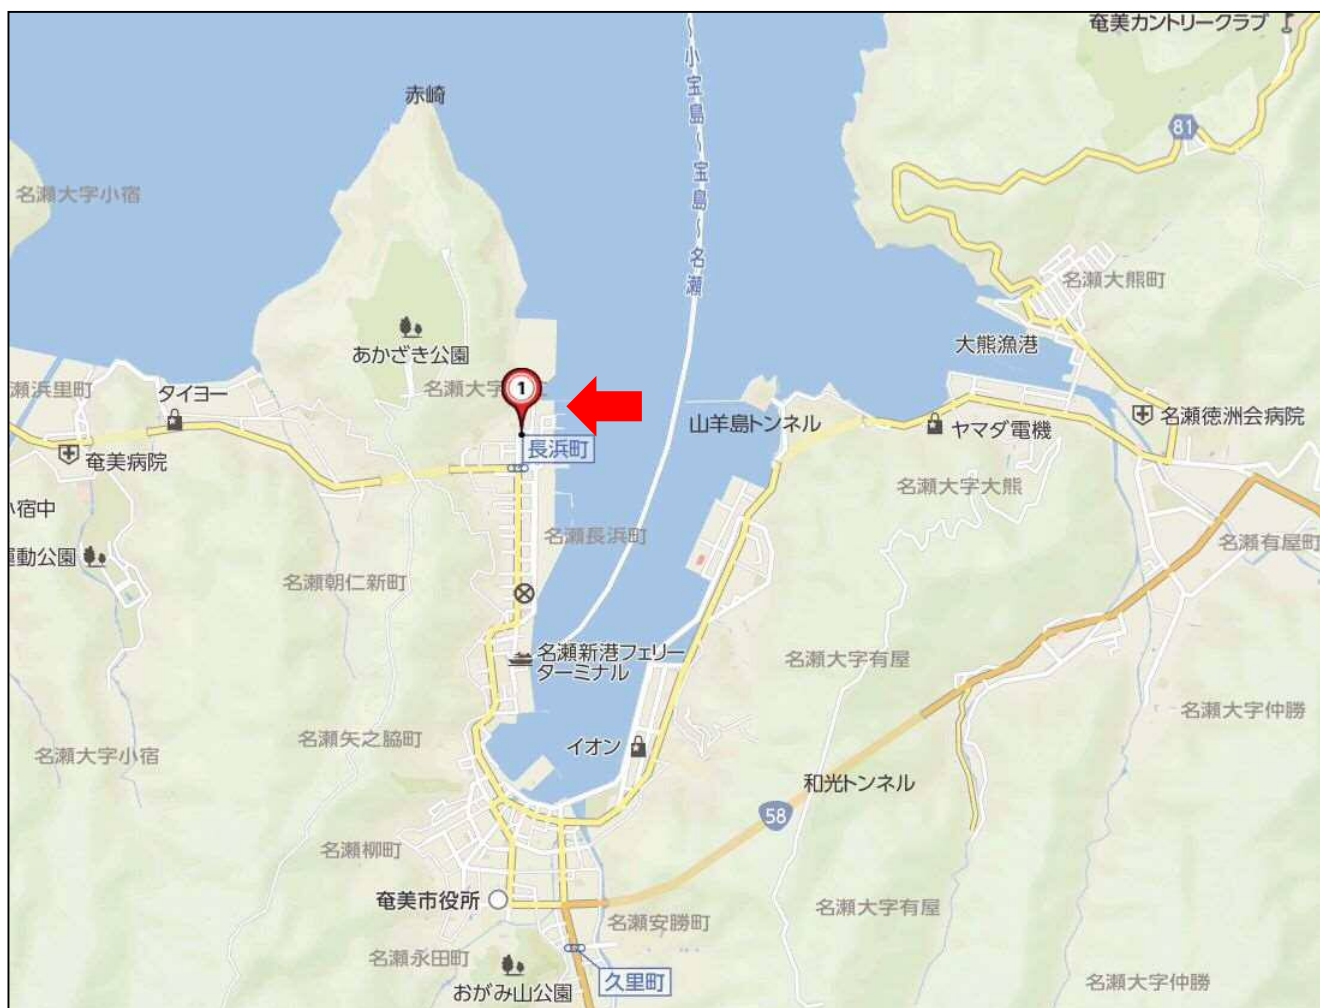 奄美カントリークラブ
～小宝島～宝島～名瀬
赤崎
81
名瀬大字小宿
名瀬大熊町
大熊漁港
あかざき公園
名瀬浜里町
タイヨー
名瀬大字
1
山羊島トンネル
ヤマダ電機
名瀬徳洲会病院
長浜町
奄美病院
名瀬大字大熊
小宿中
名瀬長浜町
名瀬有屋町
運動公園
名瀬朝仁新町
名瀬新港フェリー
ターミナル
名瀬大字有屋
名瀬大字仲勝
名瀬矢之脇町
名瀬大字小宿
イオン
和光トンネル
58
名瀬柳町
奄美市役所
名瀬安勝町
名瀬大字有屋
名瀬永田町
久里町
名瀬大字仲勝
おがみ山公園